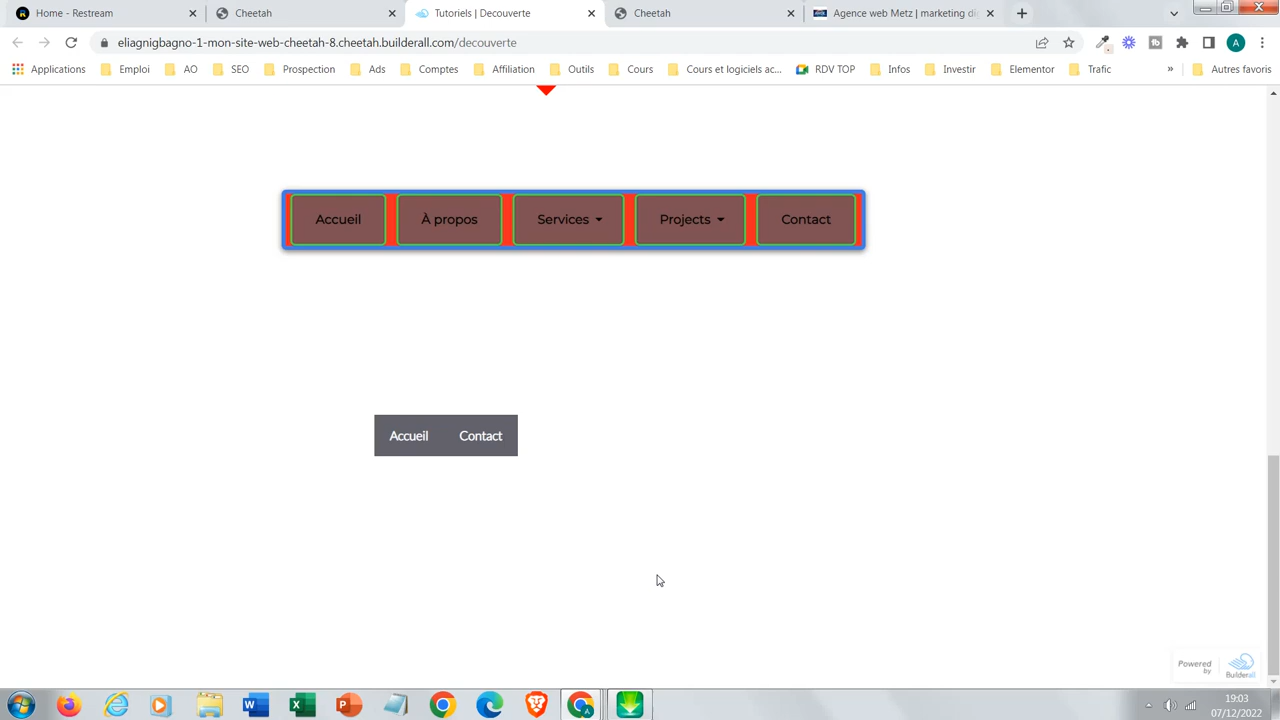 Home - Restream
Cheetah
Tutoriels | Decouverte
Cheetah
Agence web Metz | marketing di
eliagnigbagno-1-mon-site-web-cheetah-8.cheetah.builderall.com/decouverte
A
Applications
Emploi
AO
SEO
Prospection
Ads
Comptes
Affiliation
Outils
Cours
Cours et logiciels ac...
RDV TOP
Infos
Investir
Elementor
Trafic
»
Autres favoris
Accueil
À propos
Services
Projects
Contact
Accueil
Contact
Powered
by
Builderall
19:03
07/12/2022